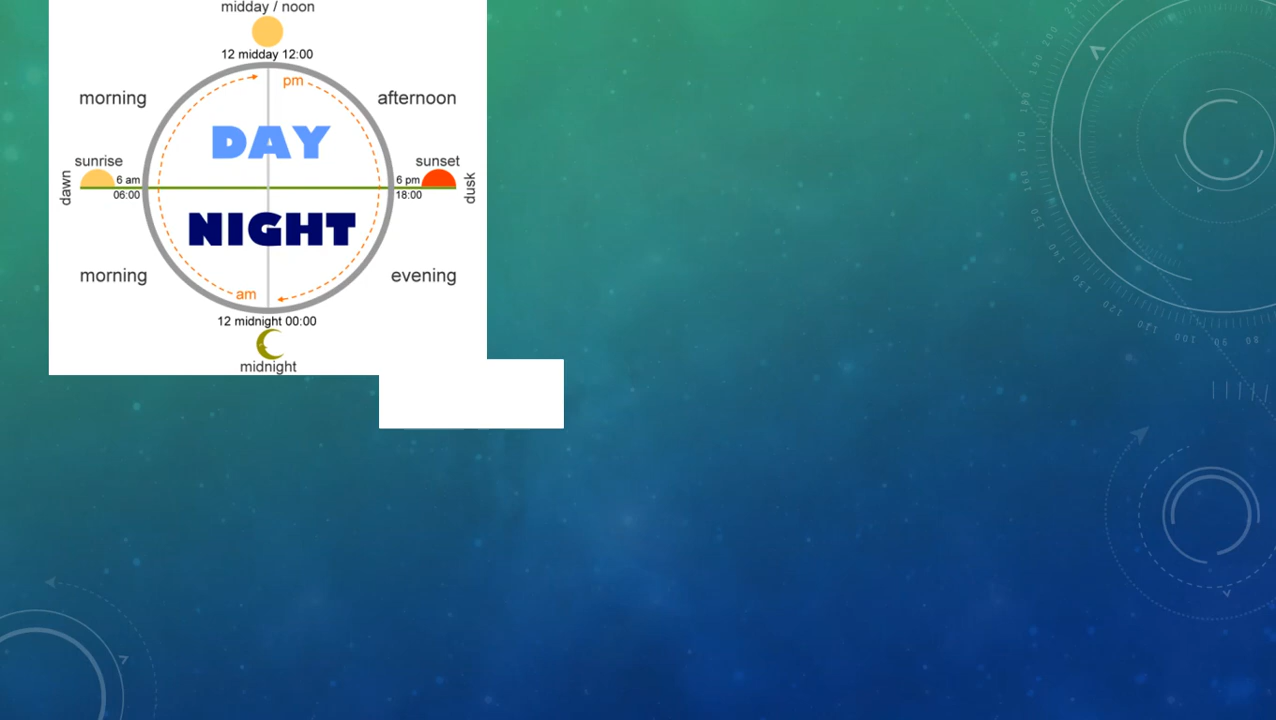 midday / noon
12 midday 12:00
pm
morning
afternoon
DAY
sunrise
sunset
dawn
6 am
6 pm
dusk
06:00
18:00
NIGHT
morning
evening
am
12 midnight 00:00
midnight